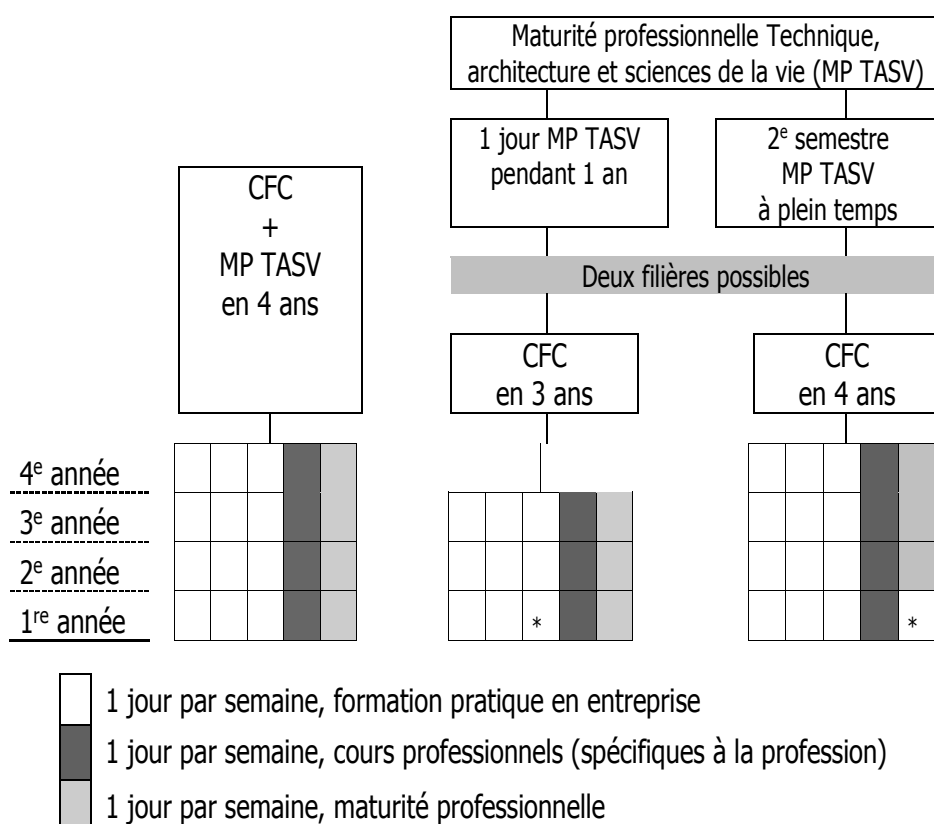 Maturité professionnelle Technique,
architecture et sciences de la vie (MP TASV)
1 jour MP TASV
pendant 1 an
2e semestre
MP TASV
à plein temps
CFC
+
MP TASV
en 4 ans
Deux filières possibles
CFC
en 3 ans
CFC
en 4 ans
4e année
3e année
2e année
1re année
*
*
1 jour par semaine, formation pratique en entreprise
1 jour par semaine, cours professionnels (spécifiques à la profession)
1 jour par semaine, maturité professionnelle